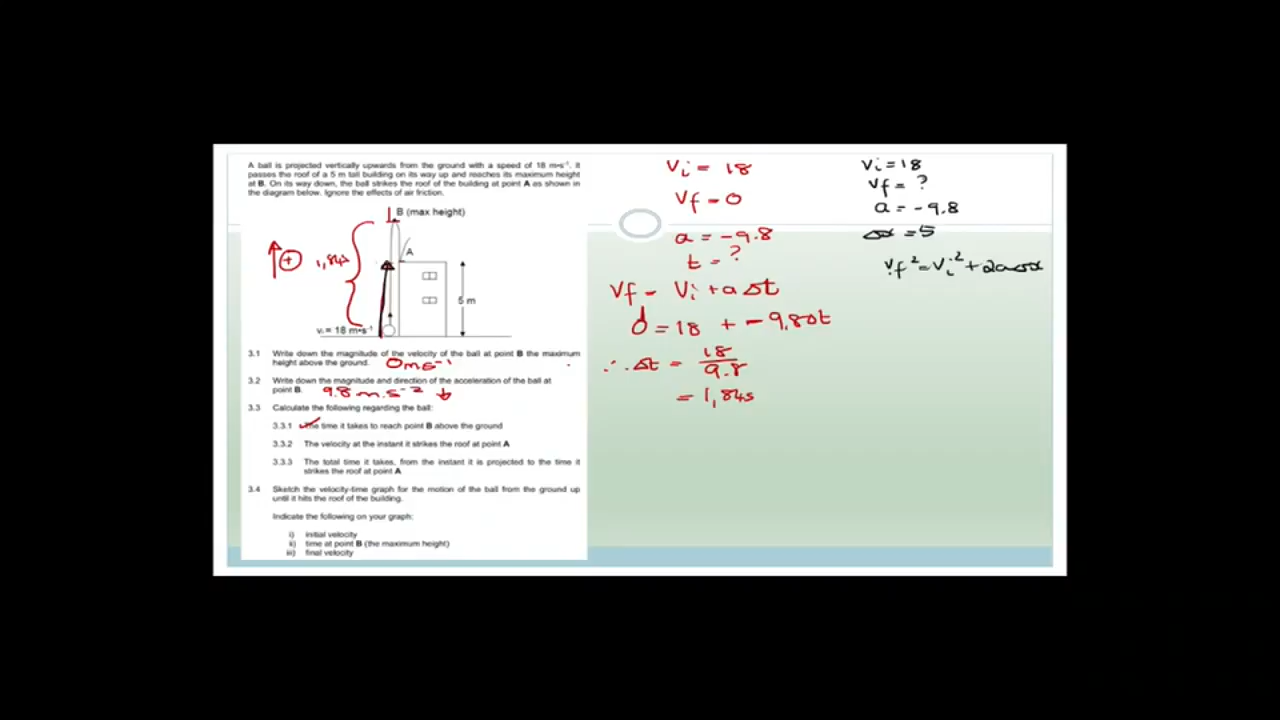 A ball is projected vertically upwards from the ground with a speed of 18 m•s⁻¹. It
passes the roof of a 5 m tall building on its way up and reaches its maximum height
at B. On its way down, the ball strikes the roof of the building at point A as shown in
the diagram below. Ignore the effects of air friction.
B (max height)
A
+
1,84s
5 m
vᵢ = 18 m•s⁻¹
3.1 Write down the magnitude of the velocity of the ball at point B the maximum
height above the ground. 0 m s⁻¹
3.2 Write down the magnitude and direction of the acceleration of the ball at
point B. 9.8 m.s⁻² ↓
3.3 Calculate the following regarding the ball:
3.3.1 The time it takes to reach point B above the ground
3.3.2 The velocity at the instant it strikes the roof at point A
3.3.3 The total time it takes, from the instant it is projected to the time it
strikes the roof at point A
3.4 Sketch the velocity-time graph for the motion of the ball from the ground up
until it hits the roof of the building.
Indicate the following on your graph:
i) initial velocity
ii) time at point B (the maximum height)
iii) final velocity
Vi = 18
Vf = 0
a = -9.8
t = ?
Vf = Vi + a Δt
0 = 18 + -9,8Δt
∴ Δt = 18/9.8
= 1,84s
Vi = 18
Vf = ?
a = -9.8
Δx = 5
Vf² = Vi² + 2aΔx